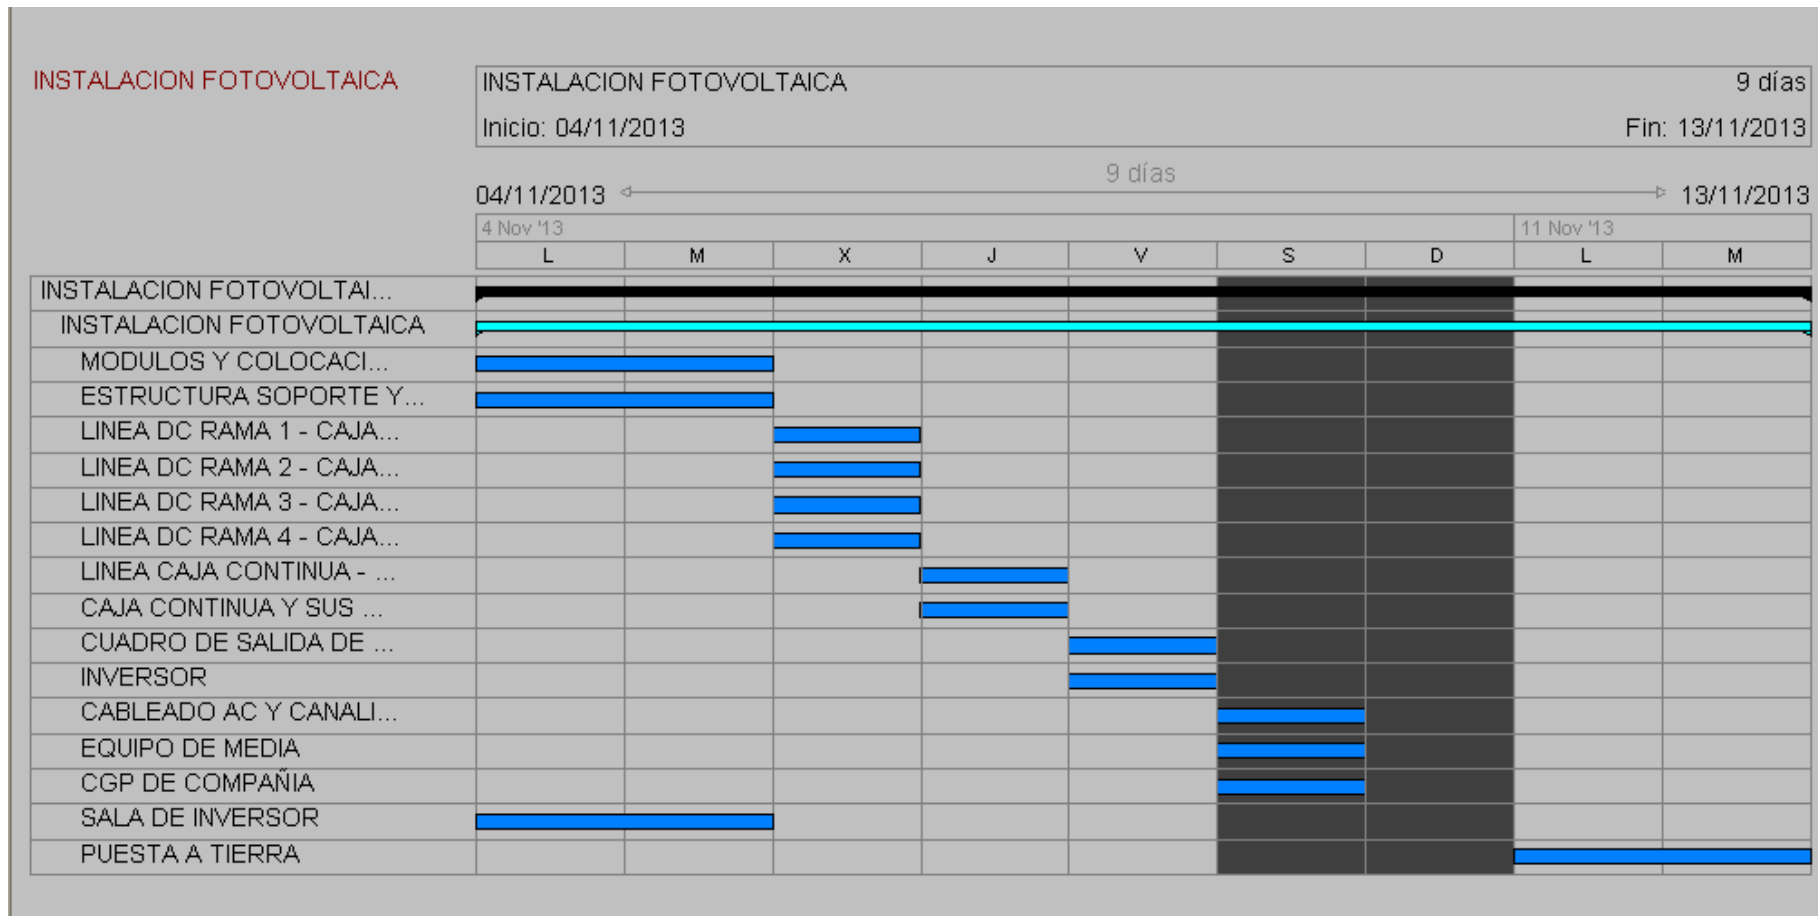 INSTALACION FOTOVOLTAICA
INSTALACION FOTOVOLTAICA 9 días
Inicio: 04/11/2013 Fin: 13/11/2013
9 días
04/11/2013 13/11/2013
4 Nov '13 11 Nov '13
L M X J V S D L M
INSTALACION FOTOVOLTAI...
INSTALACION FOTOVOLTAICA
MODULOS Y COLOCACI...
ESTRUCTURA SOPORTE Y...
LINEA DC RAMA 1 - CAJA...
LINEA DC RAMA 2 - CAJA...
LINEA DC RAMA 3 - CAJA...
LINEA DC RAMA 4 - CAJA...
LINEA CAJA CONTINUA - ...
CAJA CONTINUA Y SUS ...
CUADRO DE SALIDA DE ...
INVERSOR
CABLEADO AC Y CANALI...
EQUIPO DE MEDIA
CGP DE COMPAÑIA
SALA DE INVERSOR
PUESTA A TIERRA